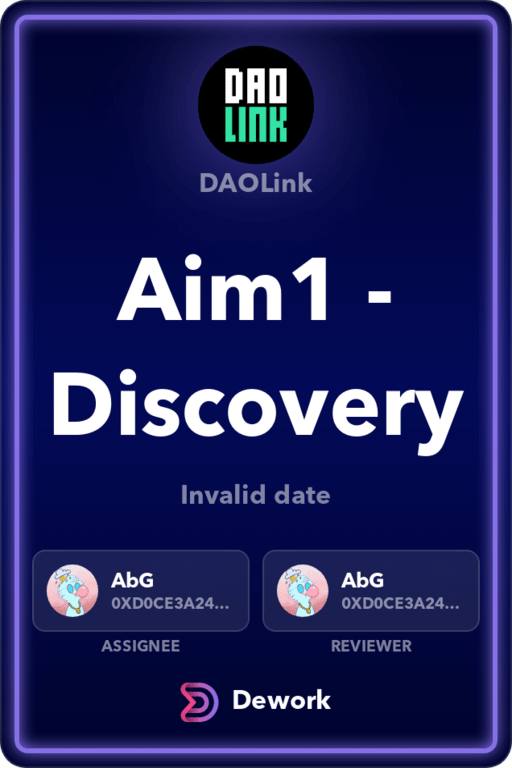 DAO
LINK
DAOLink
Aim1 -
Discovery
Invalid date
AbG
0XD0CE3A24...
ASSIGNEE
AbG
0XD0CE3A24...
REVIEWER
Dework